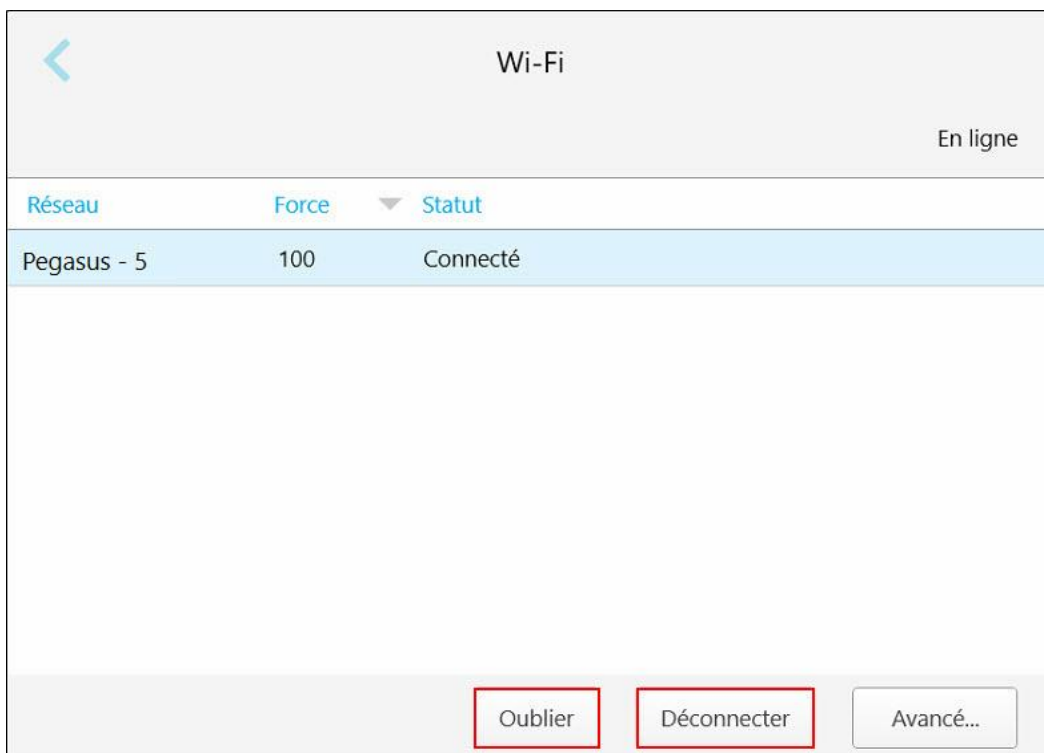 Wi-Fi
En ligne
Réseau Force Statut
Pegasus - 5 100 Connecté
Oublier Déconnecter Avancé...